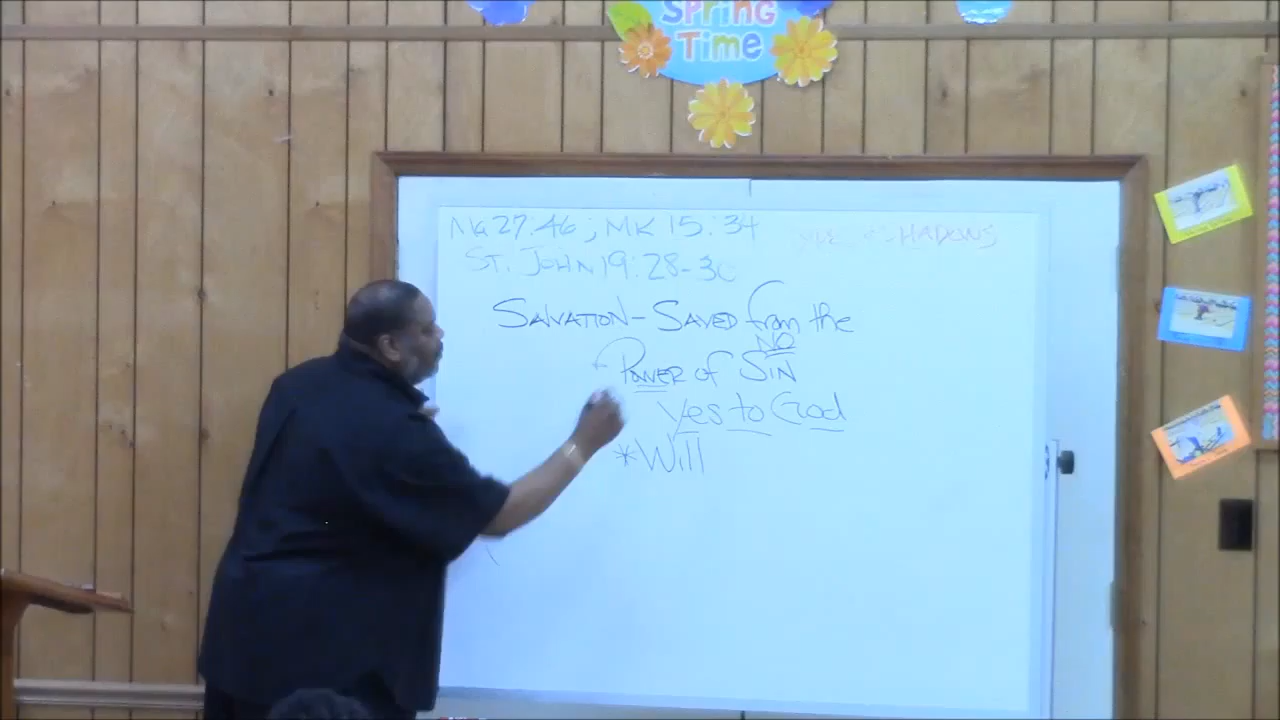 Spring
Time
Ma 27:46; MK 15:34
ST. JOHN 19:28-30
SALVATION - SAVED from the
NO
POWER of SIN
yes to God
*Will